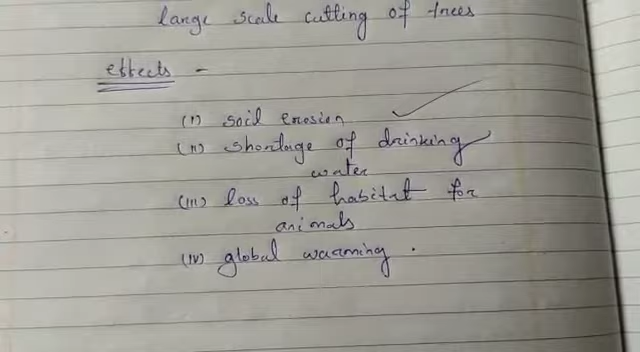 large scale cutting of trees
effects -
(i) soil erosion
(ii) shortage of drinking
water
(iii) loss of habitat for
animals
(iv) global warming .